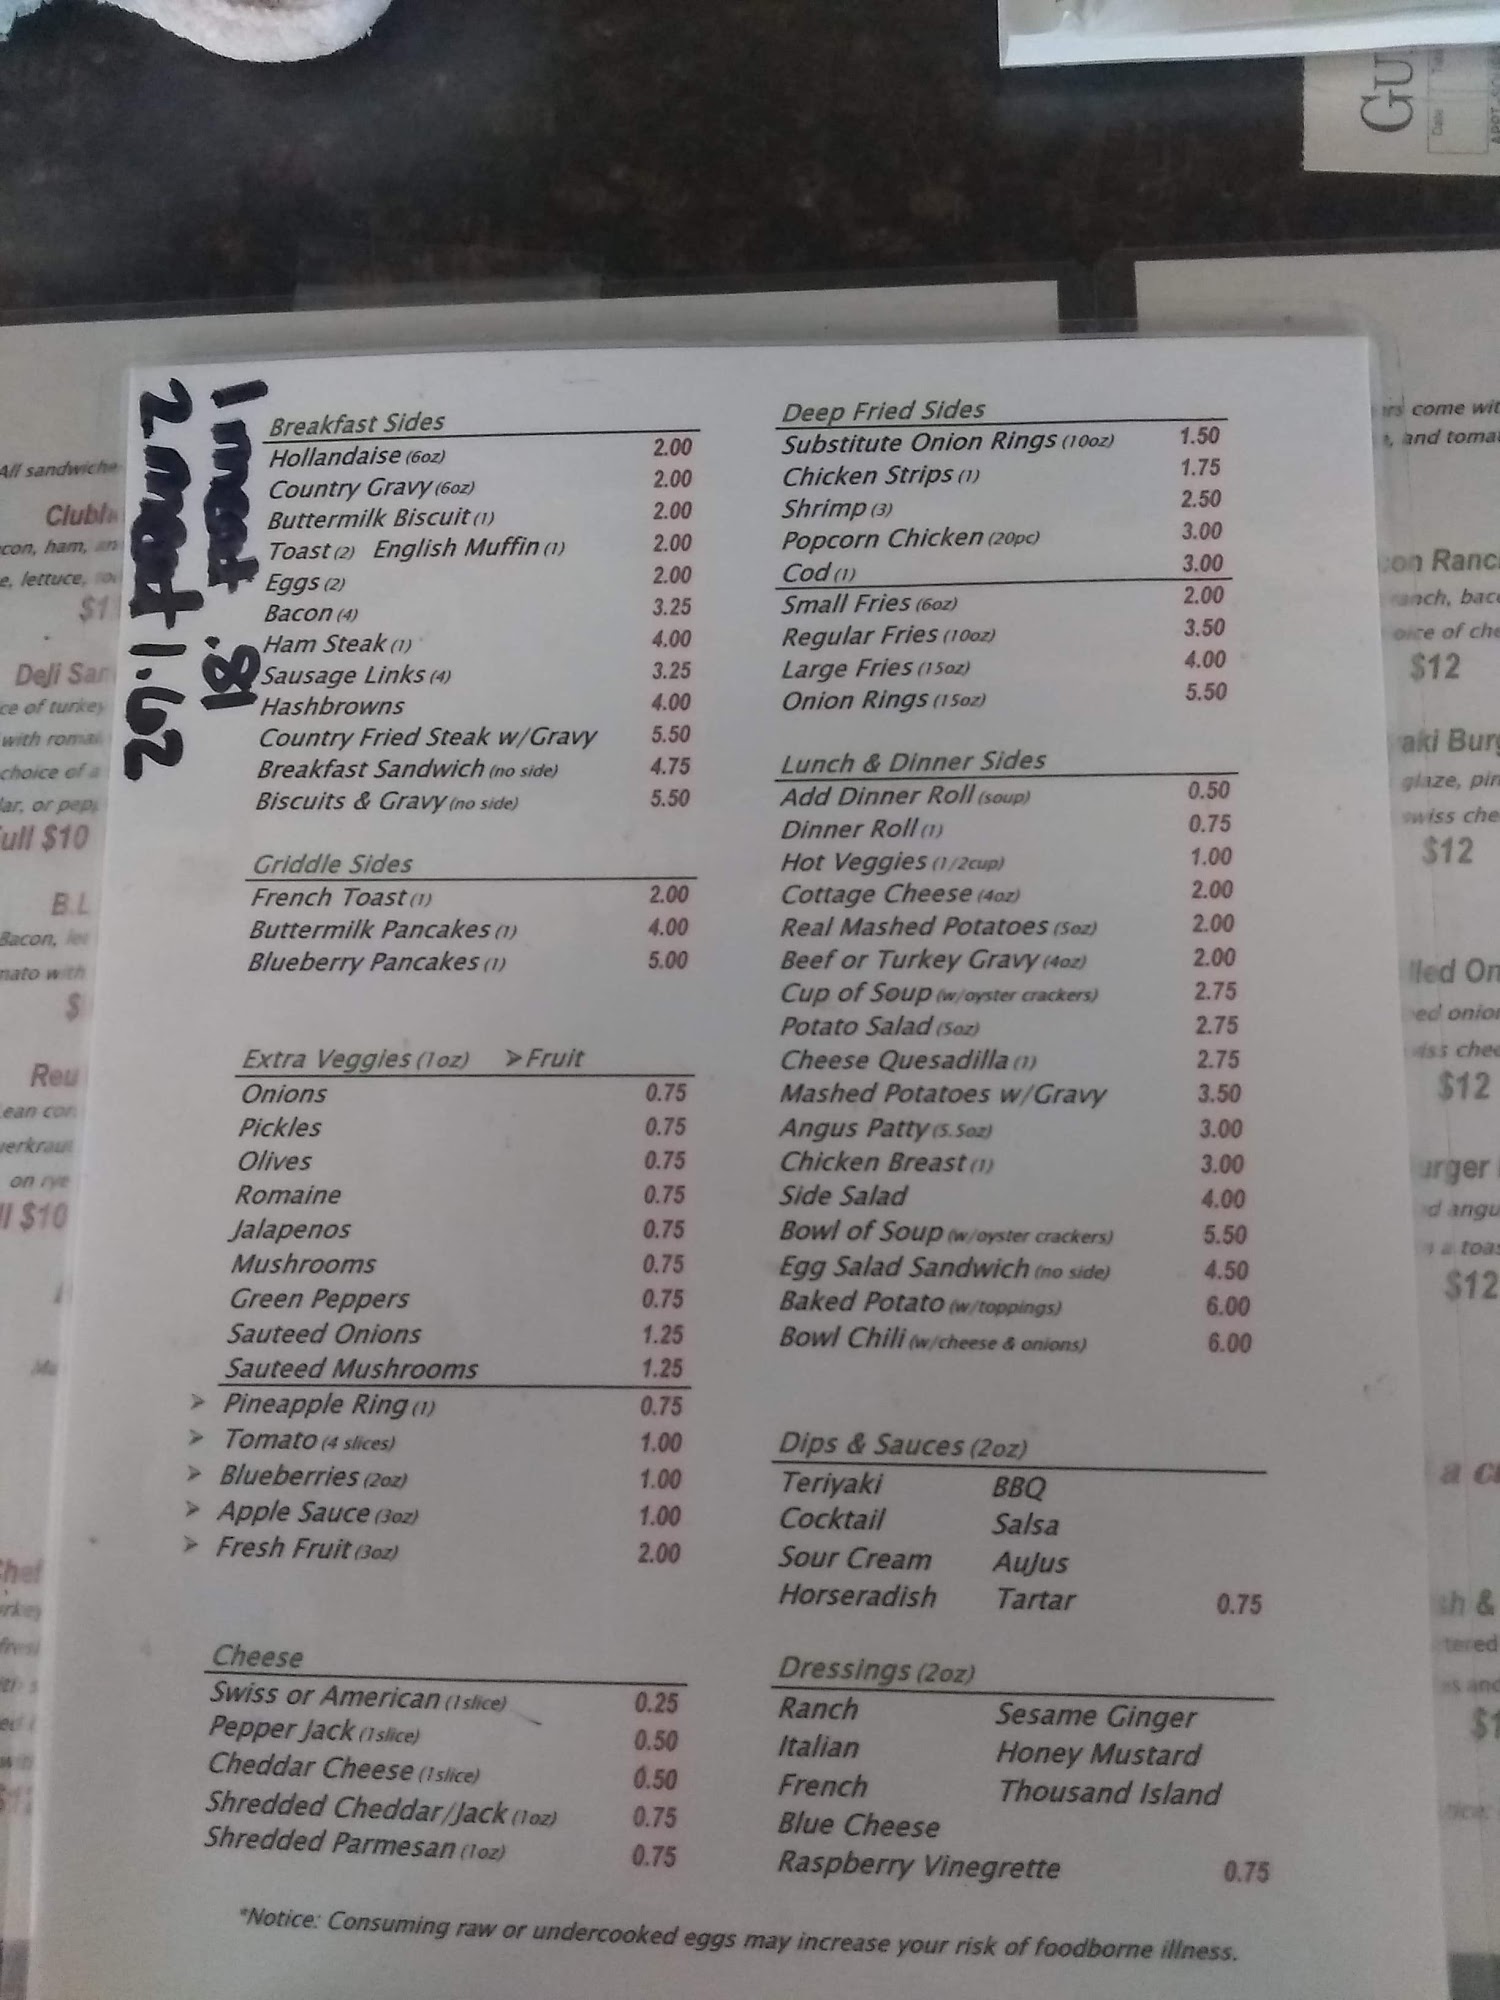 Breakfast Sides
Hollandaise (6oz) 2.00
Country Gravy (6oz) 2.00
Buttermilk Biscuit (1) 2.00
Toast (2) English Muffin (1) 2.00
Eggs (2) 2.00
Bacon (4) 3.25
Ham Steak (1) 4.00
Sausage Links (4) 3.25
Hashbrowns 4.00
Country Fried Steak w/Gravy 5.50
Breakfast Sandwich (no side) 4.75
Biscuits & Gravy (no side) 5.50
Griddle Sides
French Toast (1) 2.00
Buttermilk Pancakes (1) 4.00
Blueberry Pancakes (1) 5.00
Extra Veggies (1oz) ➢Fruit
Onions 0.75
Pickles 0.75
Olives 0.75
Romaine 0.75
Jalapenos 0.75
Mushrooms 0.75
Green Peppers 0.75
Sauteed Onions 1.25
Sauteed Mushrooms 1.25
➢ Pineapple Ring (1) 0.75
➢ Tomato (4 slices) 1.00
➢ Blueberries (2oz) 1.00
➢ Apple Sauce (3oz) 1.00
➢ Fresh Fruit (3oz) 2.00
Cheese
Swiss or American (1slice) 0.25
Pepper Jack (1slice) 0.50
Cheddar Cheese (1slice) 0.50
Shredded Cheddar/Jack (1oz) 0.75
Shredded Parmesan (1oz) 0.75
Deep Fried Sides
Substitute Onion Rings (10oz) 1.50
Chicken Strips (1) 1.75
Shrimp (3) 2.50
Popcorn Chicken (20pc) 3.00
Cod (1) 3.00
Small Fries (6oz) 2.00
Regular Fries (10oz) 3.50
Large Fries (15oz) 4.00
Onion Rings (15oz) 5.50
Lunch & Dinner Sides
Add Dinner Roll (soup) 0.50
Dinner Roll (1) 0.75
Hot Veggies (1/2cup) 1.00
Cottage Cheese (4oz) 2.00
Real Mashed Potatoes (5oz) 2.00
Beef or Turkey Gravy (4oz) 2.00
Cup of Soup (w/oyster crackers) 2.75
Potato Salad (5oz) 2.75
Cheese Quesadilla (1) 2.75
Mashed Potatoes w/Gravy 3.50
Angus Patty (5.5oz) 3.00
Chicken Breast (1) 3.00
Side Salad 4.00
Bowl of Soup (w/oyster crackers) 5.50
Egg Salad Sandwich (no side) 4.50
Baked Potato (w/toppings) 6.00
Bowl Chili (w/cheese & onions) 6.00
Dips & Sauces (2oz)
Teriyaki BBQ
Cocktail Salsa
Sour Cream AuJus
Horseradish Tartar 0.75
Dressings (2oz)
Ranch Sesame Ginger
Italian Honey Mustard
French Thousand Island
Blue Cheese
Raspberry Vinegrette 0.75
*Notice: Consuming raw or undercooked eggs may increase your risk of foodborne illness.
All sandwiche
$10
$10
come wit
and toma
$12
$12
$12
$12
Date